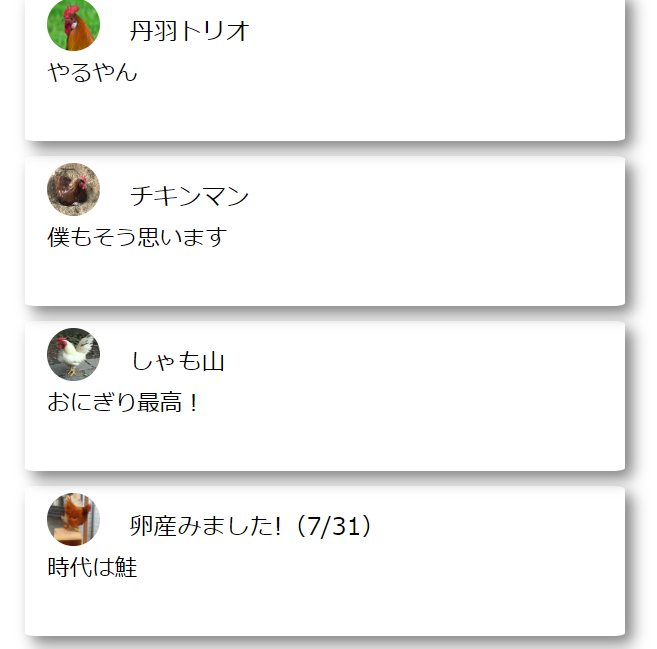 丹羽トリオ
やるやん
チキンマン
僕もそう思います
しゃも山
おにぎり最高！
卵産みました!（7/31）
時代は鮭